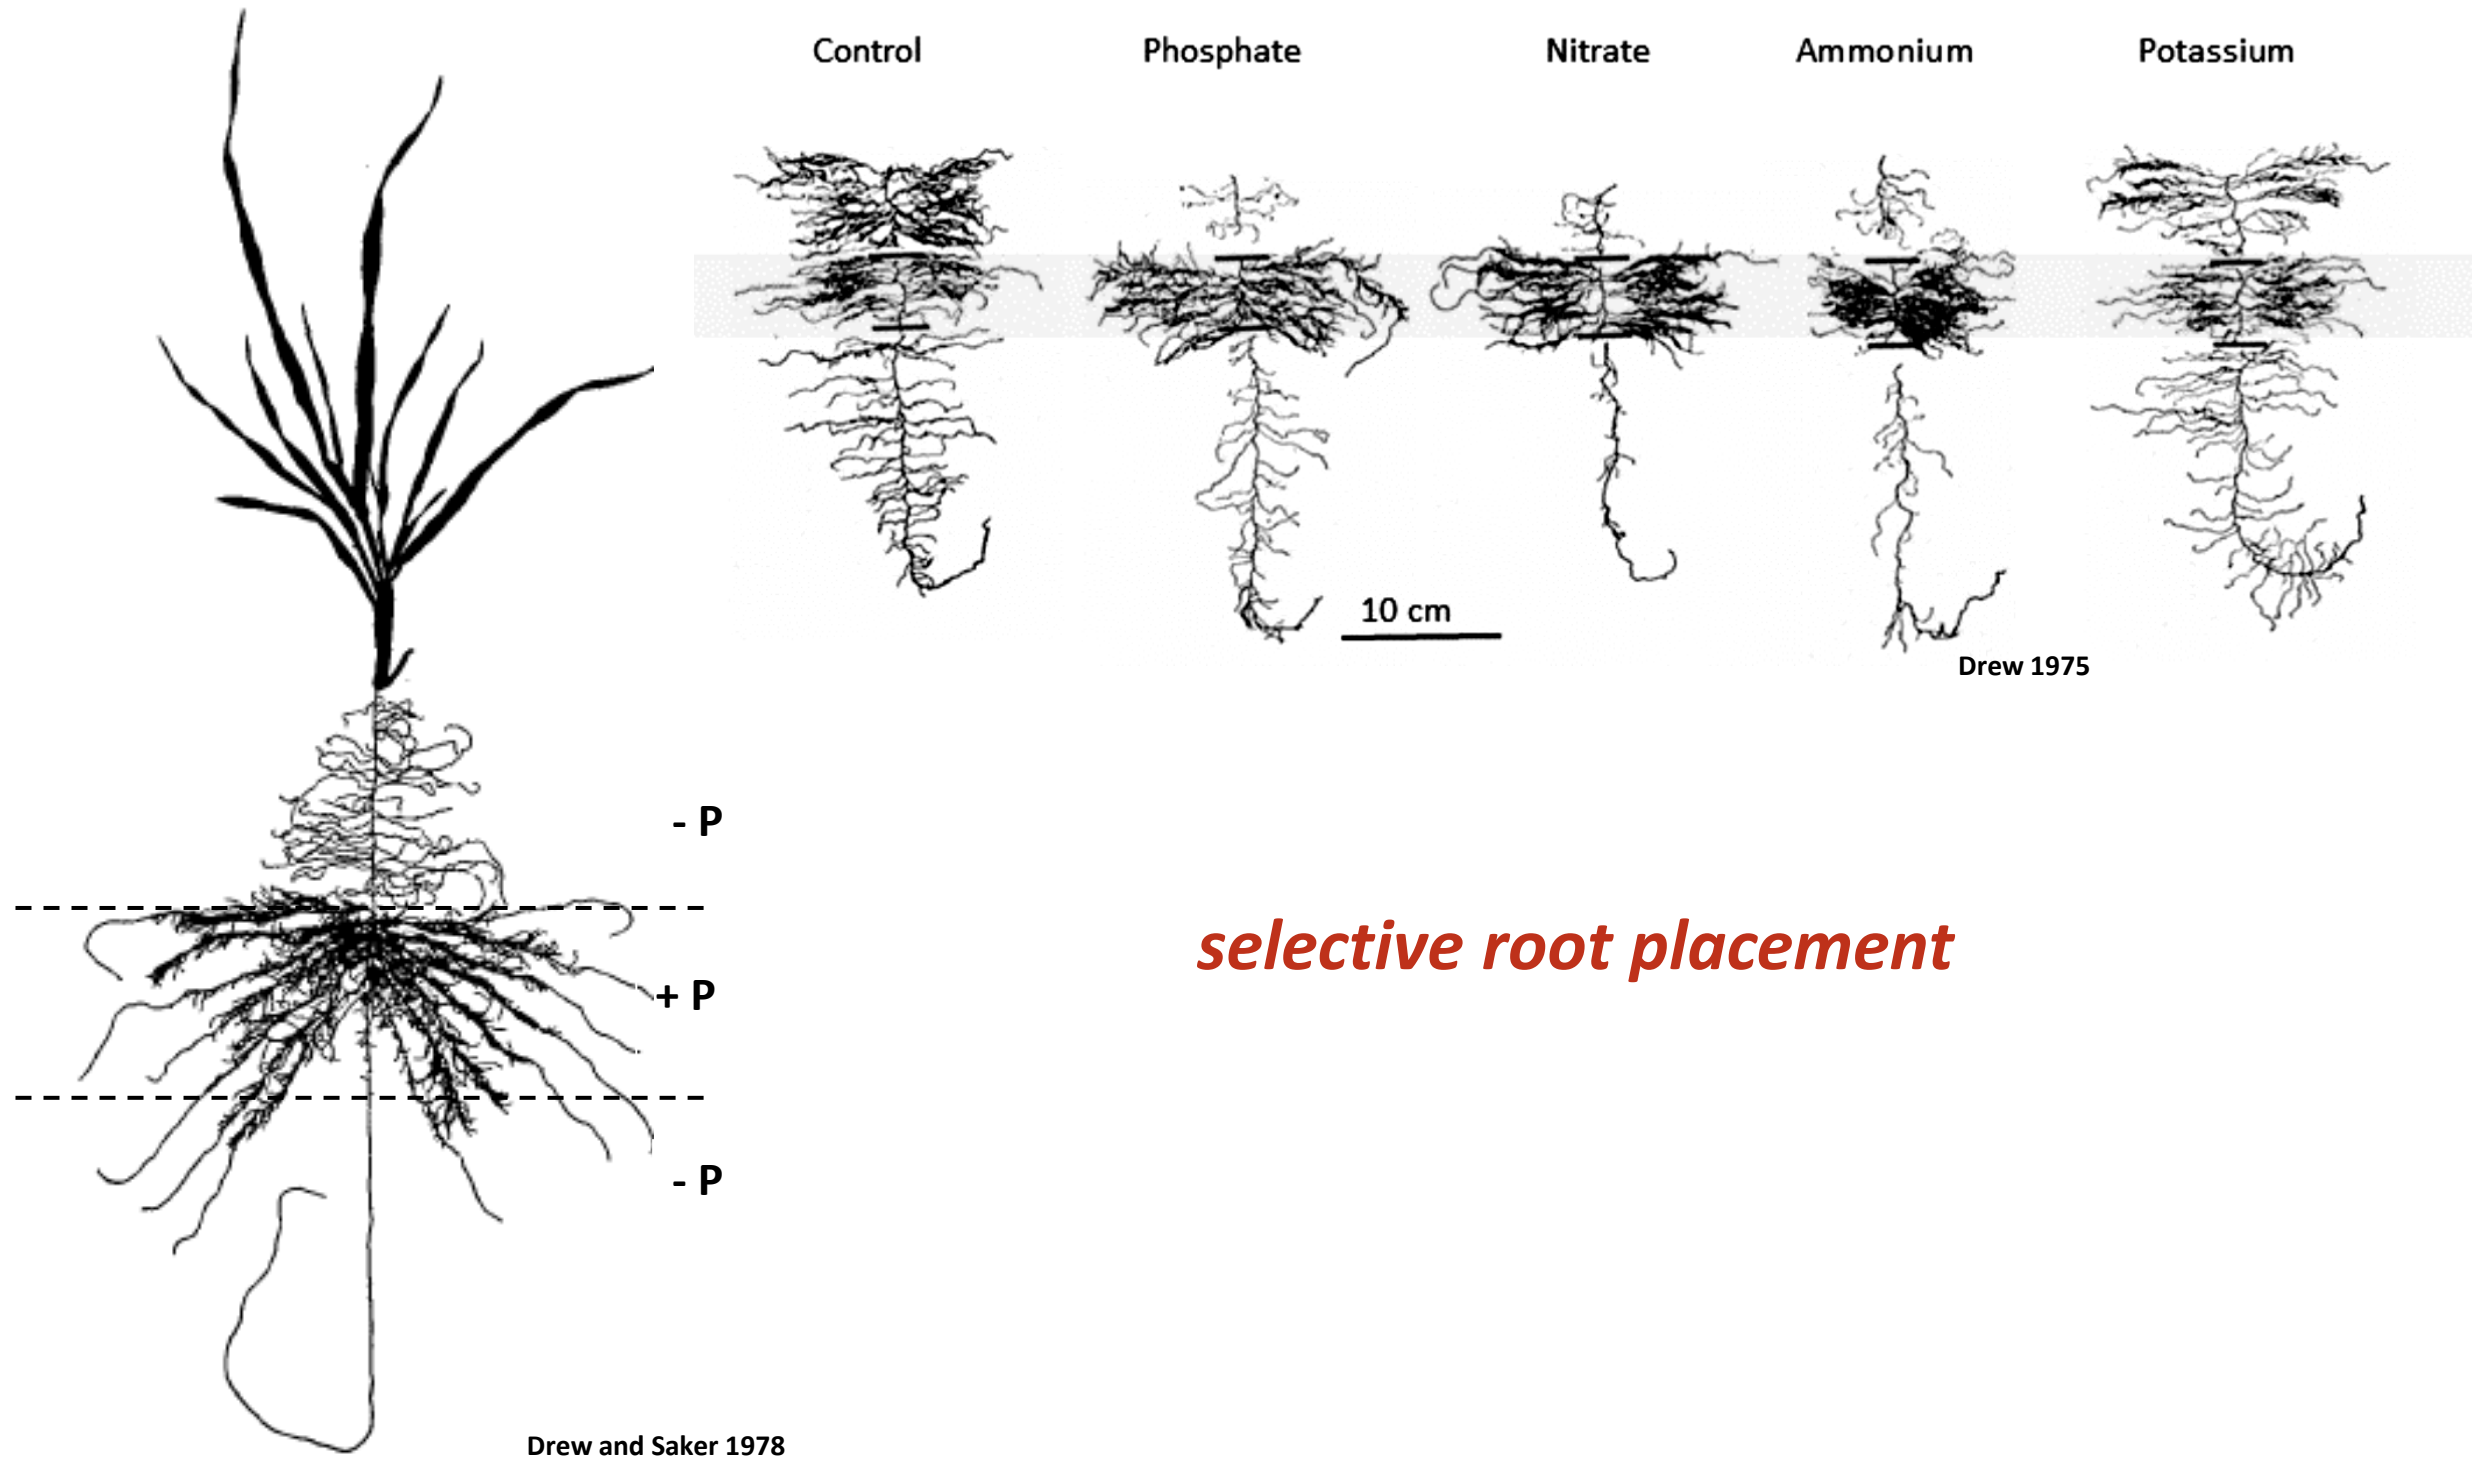 Control
Phosphate
Nitrate
Ammonium
Potassium
10 cm
Drew 1975
- P
selective root placement
+ P
- P
Drew and Saker 1978